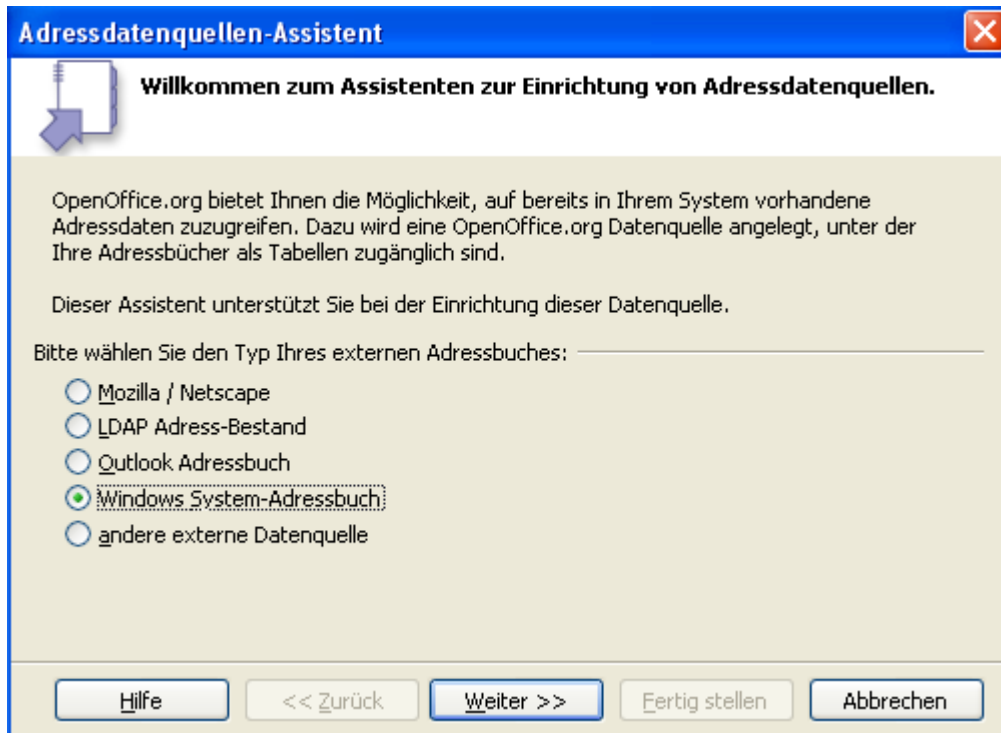 Adressdatenquellen-Assistent
Willkommen zum Assistenten zur Einrichtung von Adressdatenquellen.
OpenOffice.org bietet Ihnen die Möglichkeit, auf bereits in Ihrem System vorhandene
Adressdaten zuzugreifen. Dazu wird eine OpenOffice.org Datenquelle angelegt, unter der
Ihre Adressbücher als Tabellen zugänglich sind.
Dieser Assistent unterstützt Sie bei der Einrichtung dieser Datenquelle.
Bitte wählen Sie den Typ Ihres externen Adressbuches:
Mozilla / Netscape
LDAP Adress-Bestand
Outlook Adressbuch
Windows System-Adressbuch
andere externe Datenquelle
Hilfe << Zurück Weiter >> Fertig stellen Abbrechen